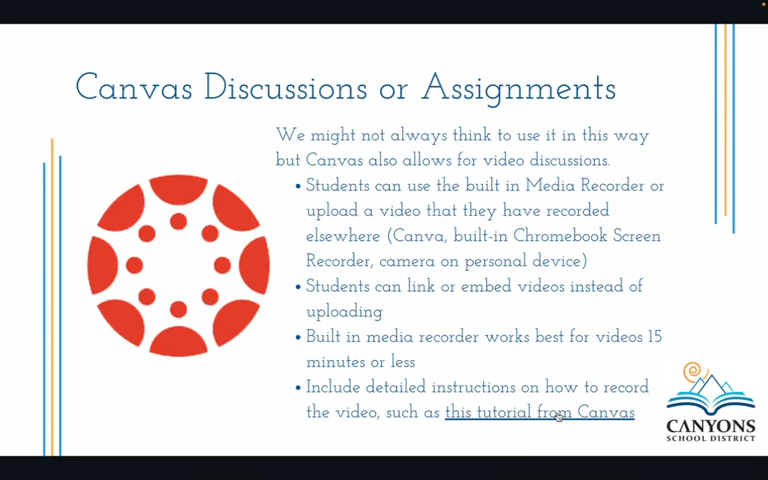 Canvas Discussions or Assignments
We might not always think to use it in this way
but Canvas also allows for video discussions.
• Students can use the built in Media Recorder or
upload a video that they have recorded
elsewhere (Canva, built-in Chromebook Screen
Recorder, camera on personal device)
• Students can link or embed videos instead of
uploading
• Built in media recorder works best for videos 15
minutes or less
• Include detailed instructions on how to record
the video, such as this tutorial from Canvas
CANYONS
SCHOOL DISTRICT